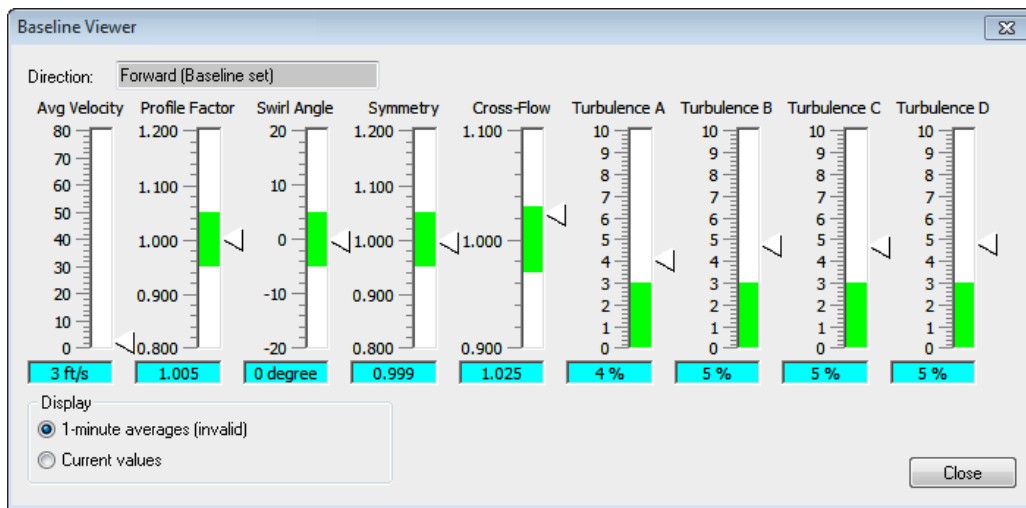 Baseline Viewer
Direction: Forward (Baseline set)
Avg Velocity Profile Factor Swirl Angle Symmetry Cross-Flow Turbulence A Turbulence B Turbulence C Turbulence D
80 1.200 20 1.200 1.100 10 10 10 10
70 9 9 9 9
60 1.100 10 1.100 8 8 8 8
50 7 7 7 7
6 6 6 6
40 1.000 0 1.000 1.000 5 5 5 5
30 4 4 4 4
20 0.900 -10 0.900 3 3 3 3
2 2 2 2
10 1 1 1 1
0 0.800 -20 0.800 0.900 0 0 0 0
3 ft/s 1.005 0 degree 0.999 1.025 4 % 5 % 5 % 5 %
Display
1-minute averages (invalid)
Current values
Close